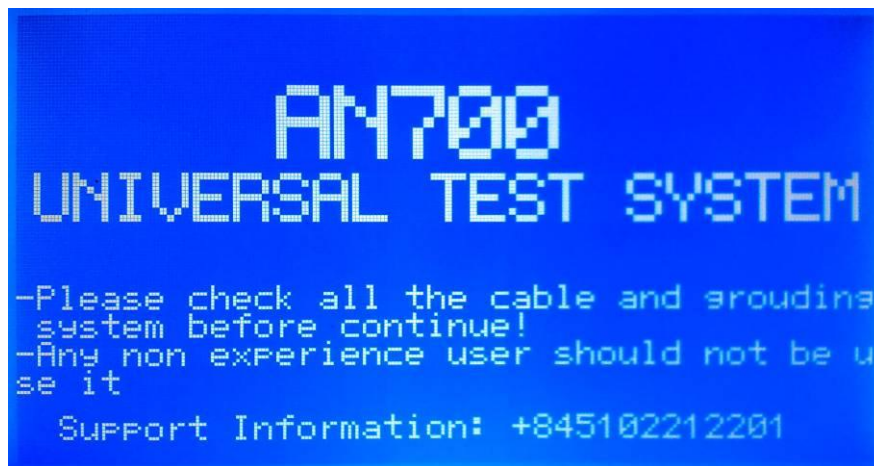 AN700
UNIVERSAL TEST SYSTEM
-Please check all the cable and grouding
system before continue!
-Any non experience user should not be u
se it
Support Information: +845102212201